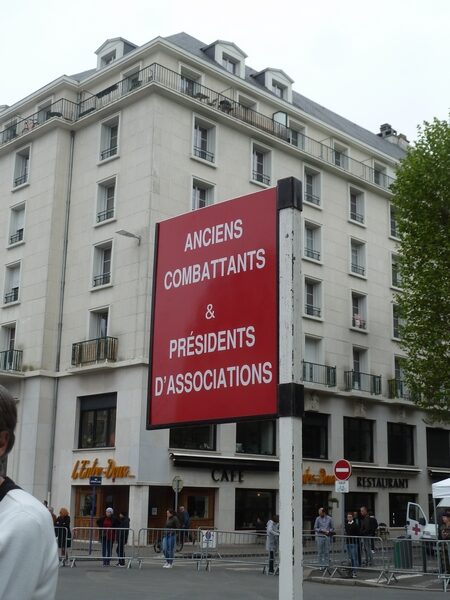 ANCIENS
COMBATTANTS
&
PRÉSIDENTS
D'ASSOCIATIONS
CAFE
RESTAURANT